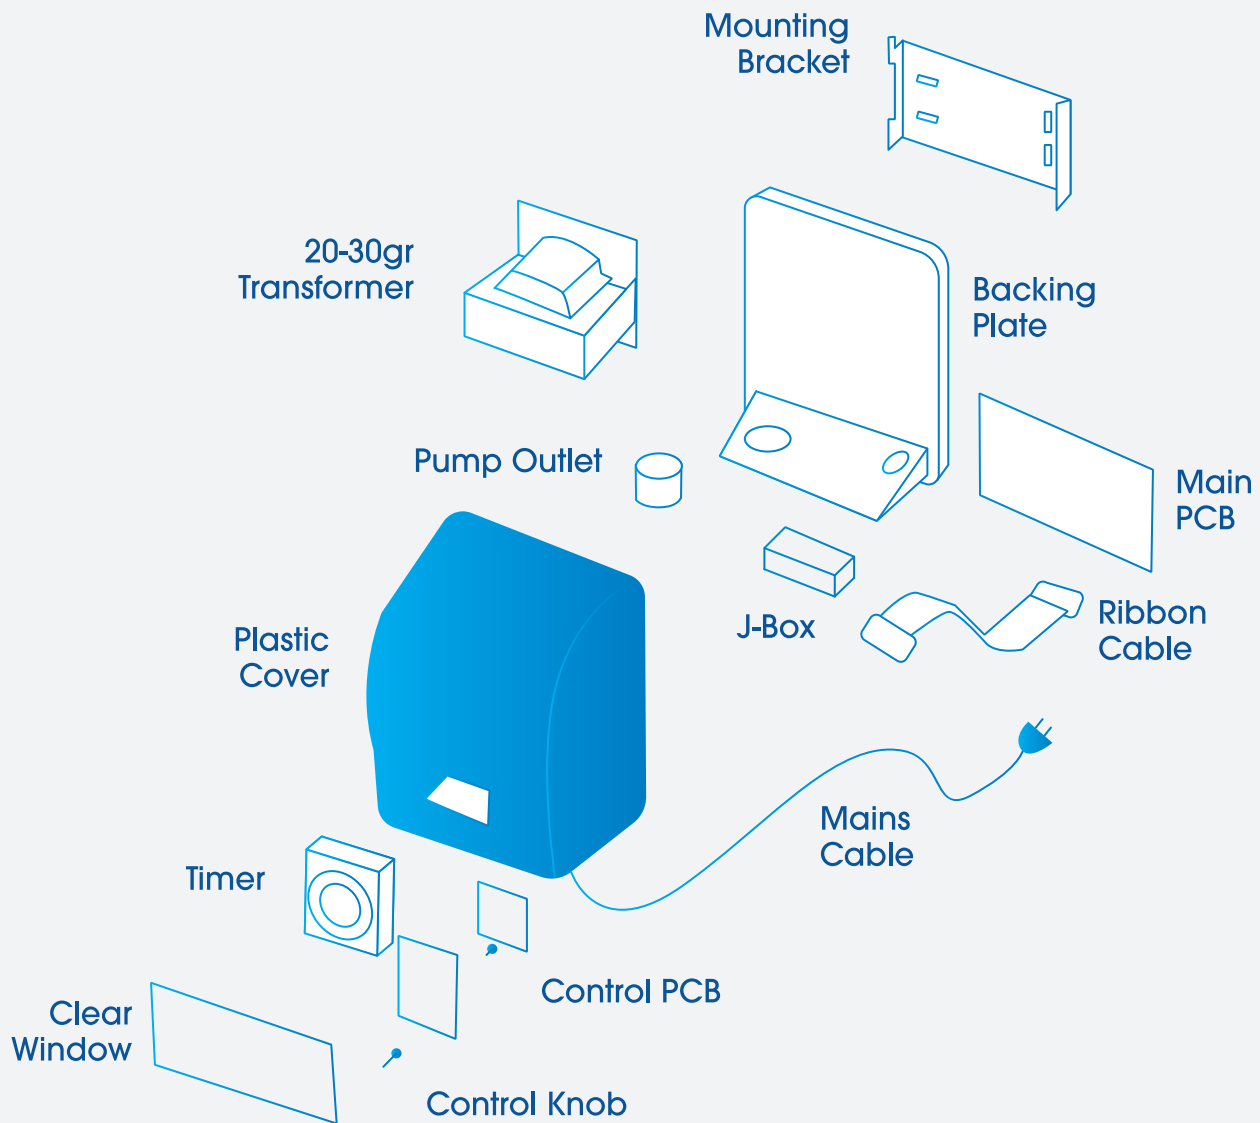 Mounting
Bracket
20-30gr
Transformer
Backing
Plate
Pump Outlet
Main
PCB
J-Box
Ribbon
Cable
Plastic
Cover
Mains
Cable
Timer
Control PCB
Clear
Window
Control Knob